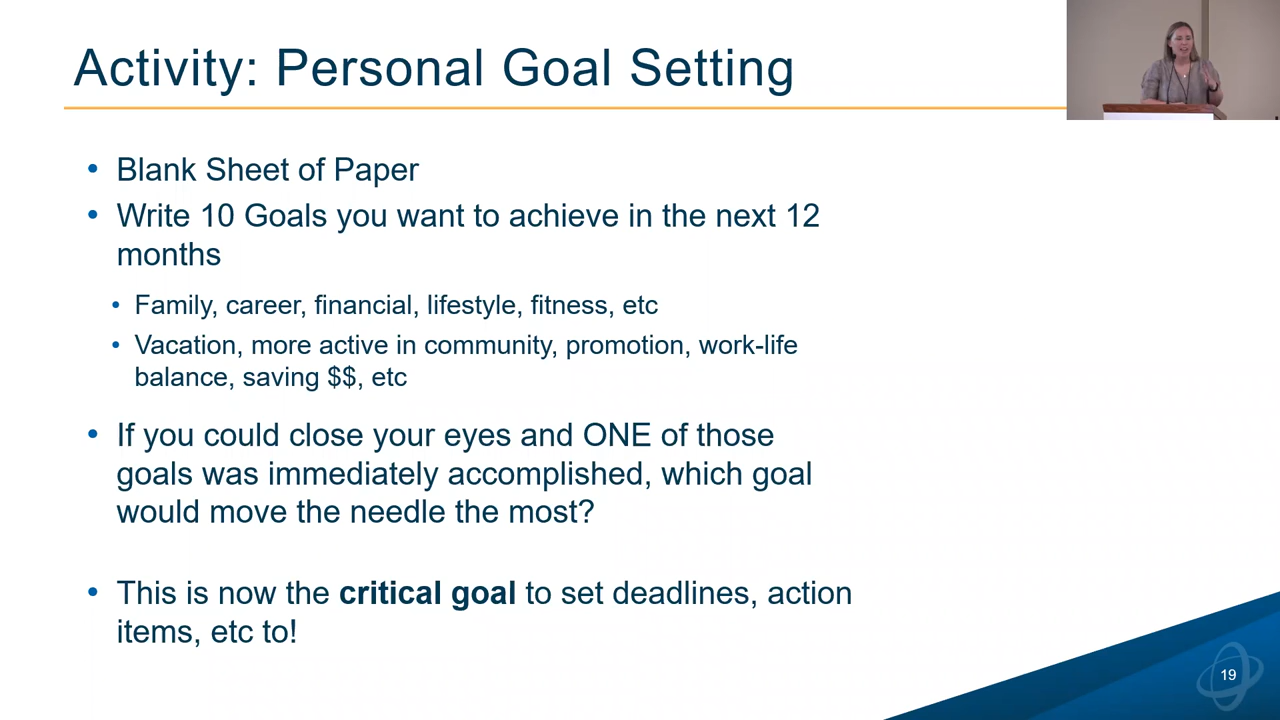 Activity: Personal Goal Setting
• Blank Sheet of Paper
• Write 10 Goals you want to achieve in the next 12
months
• Family, career, financial, lifestyle, fitness, etc
• Vacation, more active in community, promotion, work-life
balance, saving $$, etc
• If you could close your eyes and ONE of those
goals was immediately accomplished, which goal
would move the needle the most?
• This is now the critical goal to set deadlines, action
items, etc to!
19